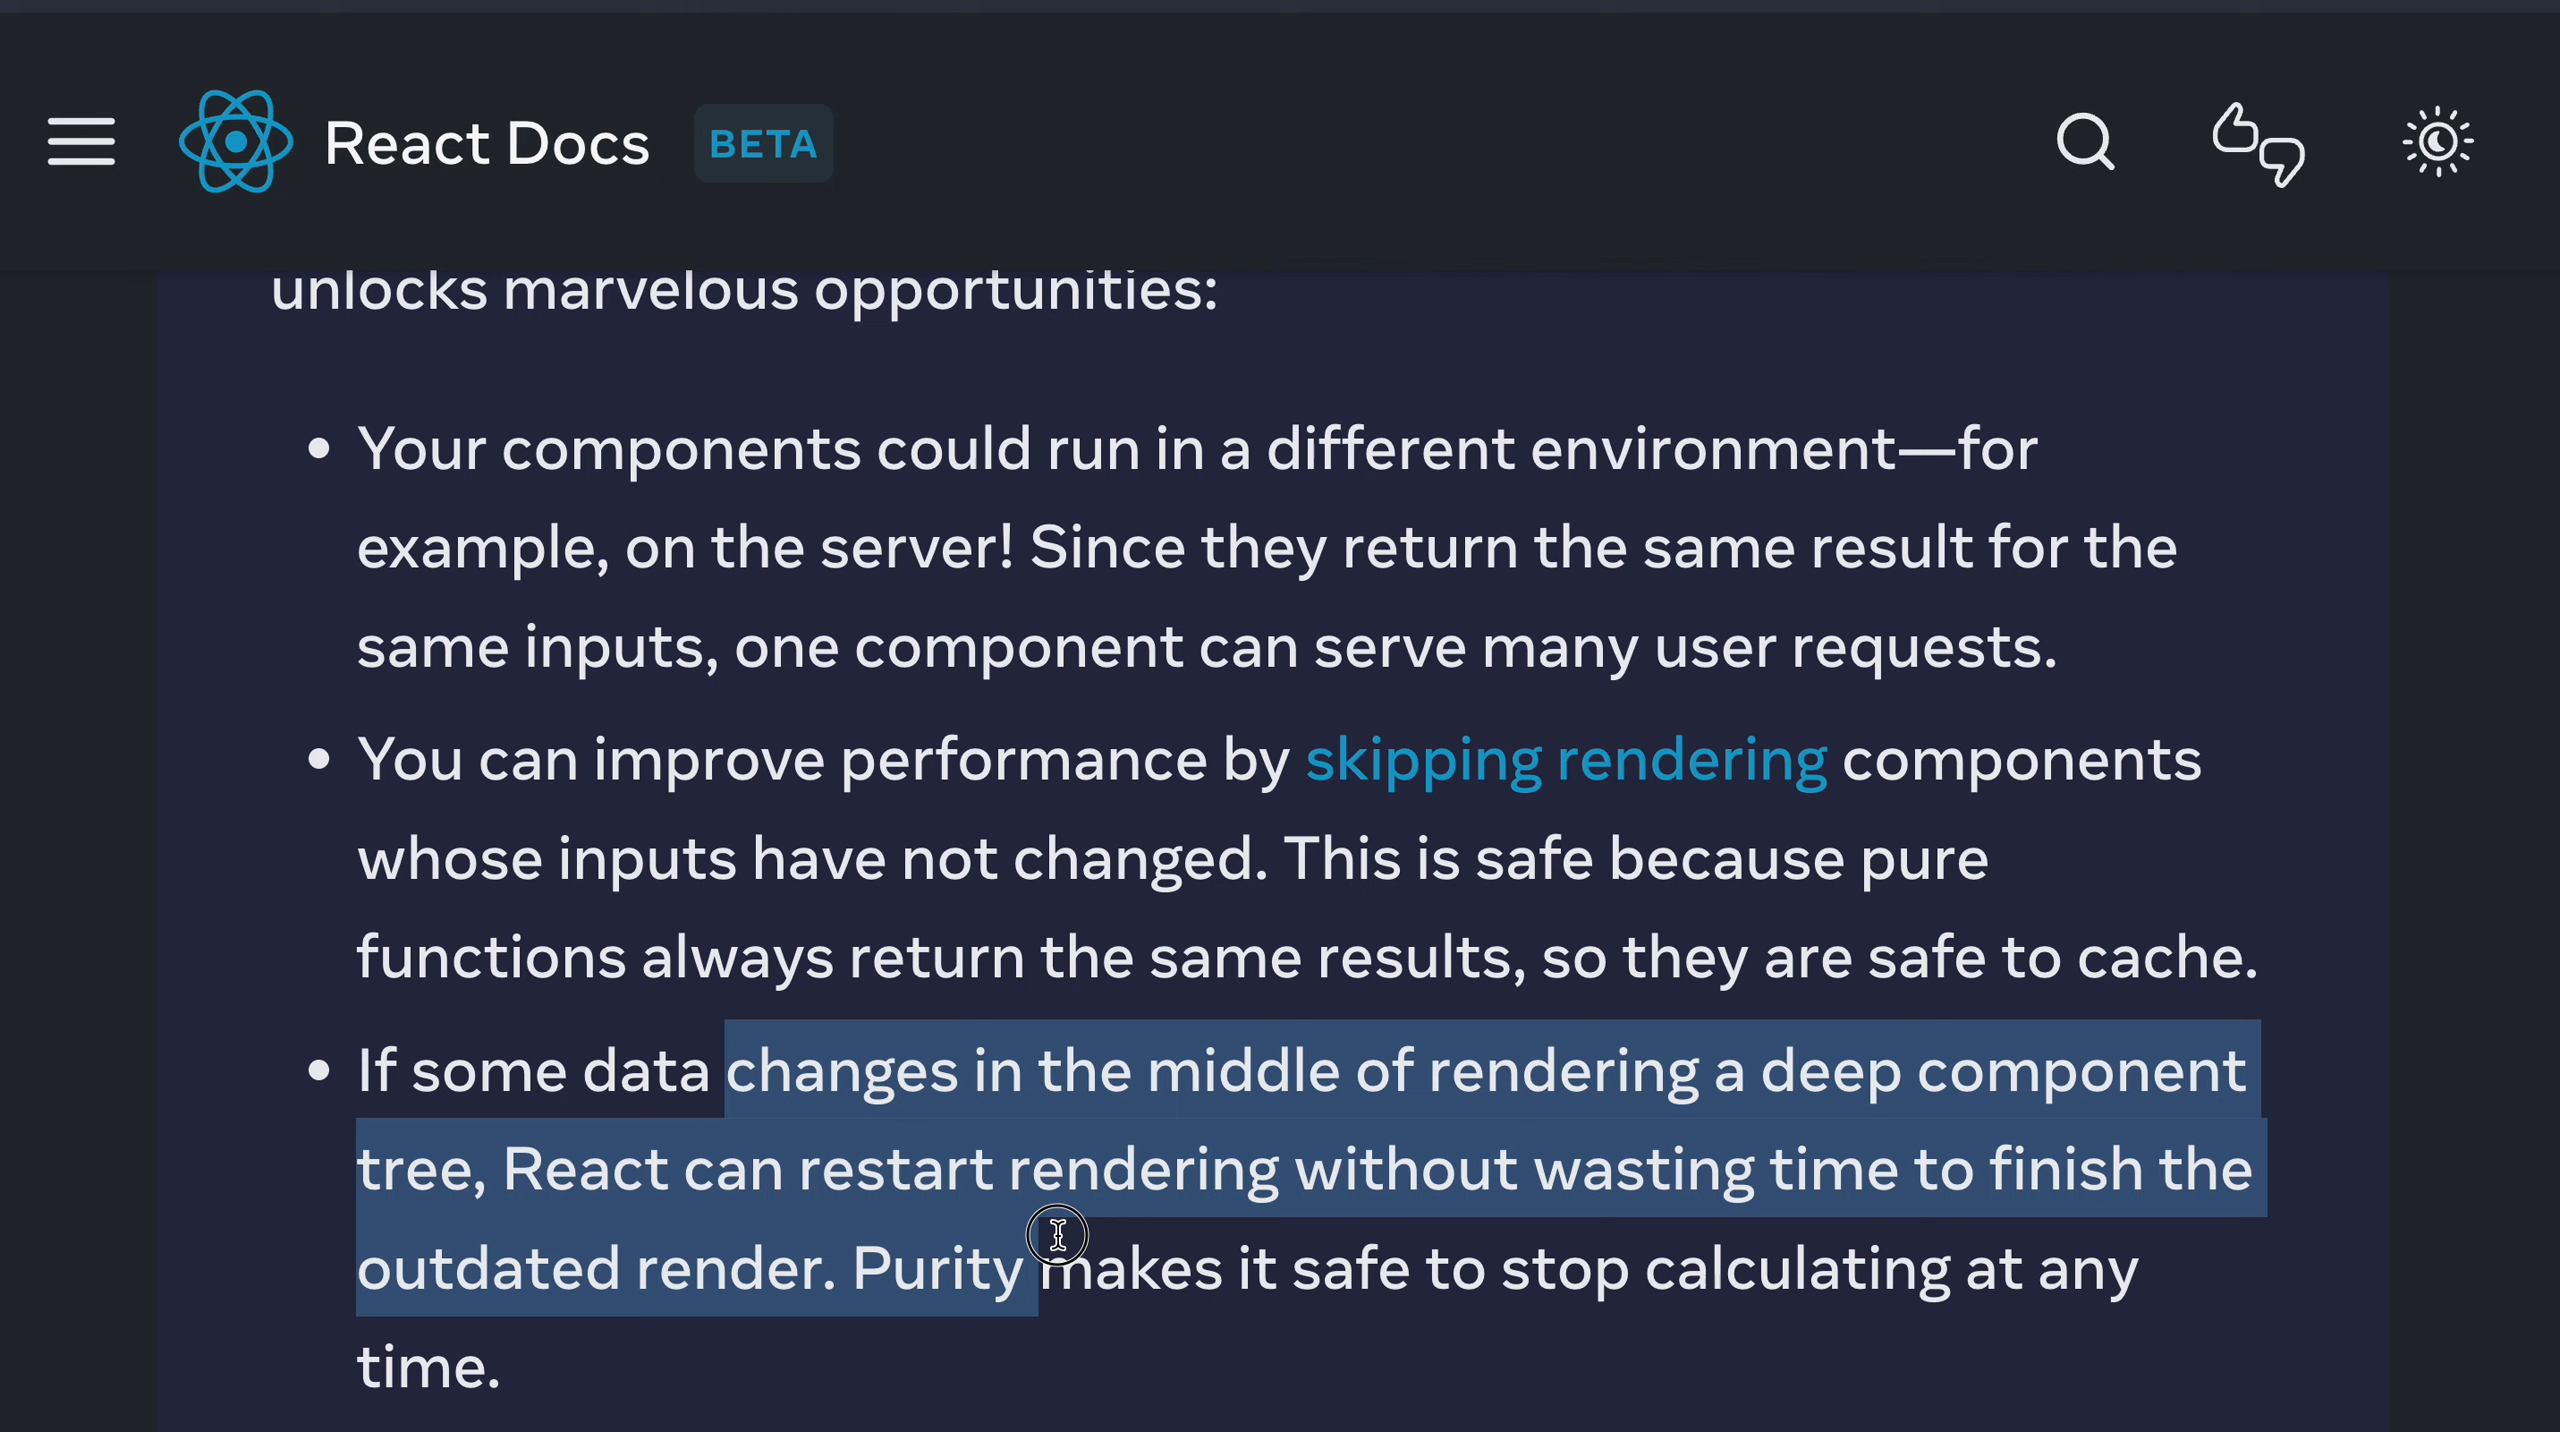 React Docs BETA
unlocks marvelous opportunities:
• Your components could run in a different environment—for
example, on the server! Since they return the same result for the
same inputs, one component can serve many user requests.
• You can improve performance by skipping rendering components
whose inputs have not changed. This is safe because pure
functions always return the same results, so they are safe to cache.
• If some data changes in the middle of rendering a deep component
tree, React can restart rendering without wasting time to finish the
outdated render. Purity makes it safe to stop calculating at any
time.